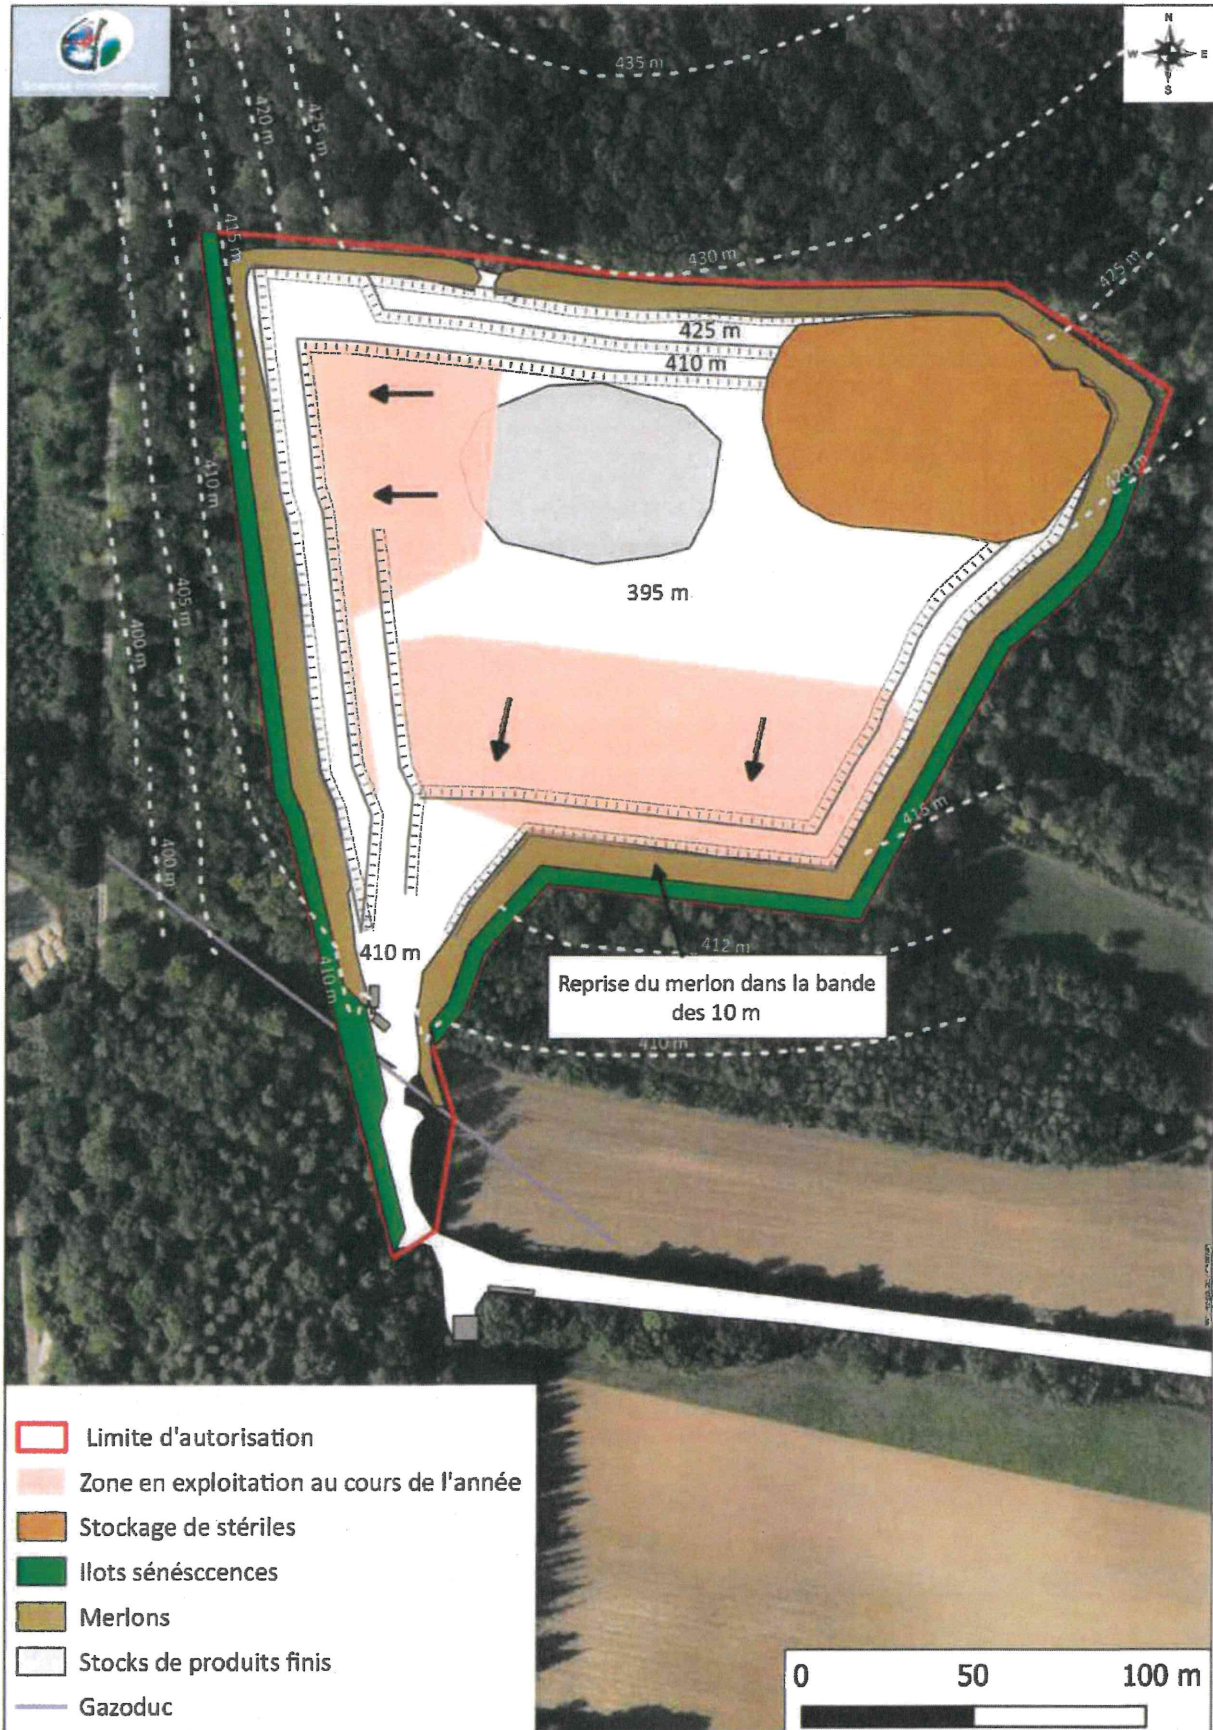 N
W
E
S
435 m
420 m
425 m
415 m
430 m
425 m
425 m
410 m
420 m
410 m
395 m
405 m
400 m
415 m
400 m
410 m
412 m
410 m
Reprise du merlon dans la bande
des 10 m
410 m
Limite d'autorisation
Zone en exploitation au cours de l'année
Stockage de stériles
Ilots sénésccences
Merlons
Stocks de produits finis
Gazoduc
0
50
100 m